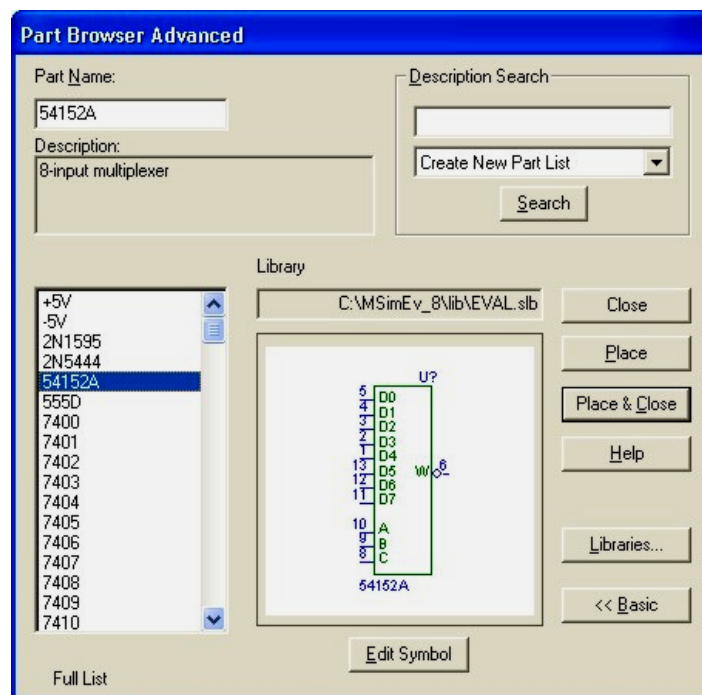 Part Browser Advanced
Part Name:
54152A
Description:
8-input multiplexer
Description Search
Create New Part List
Search
Library
C:\MSimEv_8\lib\EVAL.slb
+5V
-5V
2N1595
2N5444
54152A
555D
7400
7401
7402
7403
7404
7405
7406
7407
7408
7409
7410
Full List
U?
5 D0
4 D1
3 D2
2 D3
1 D4
13 D5
W 6
12 D6
11 D7
10 A
9 B
8 C
54152A
Edit Symbol
Close
Place
Place & Close
Help
Libraries...
<< Basic